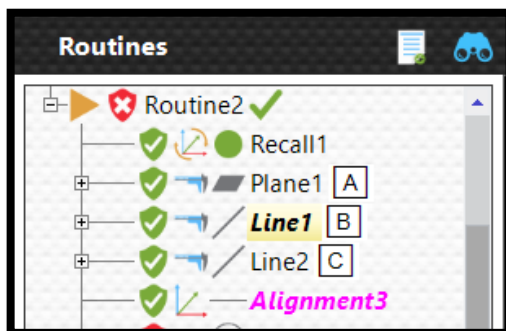 Routines
Routine2
Recall1
Plane1 A
Line1 B
Line2 C
Alignment3